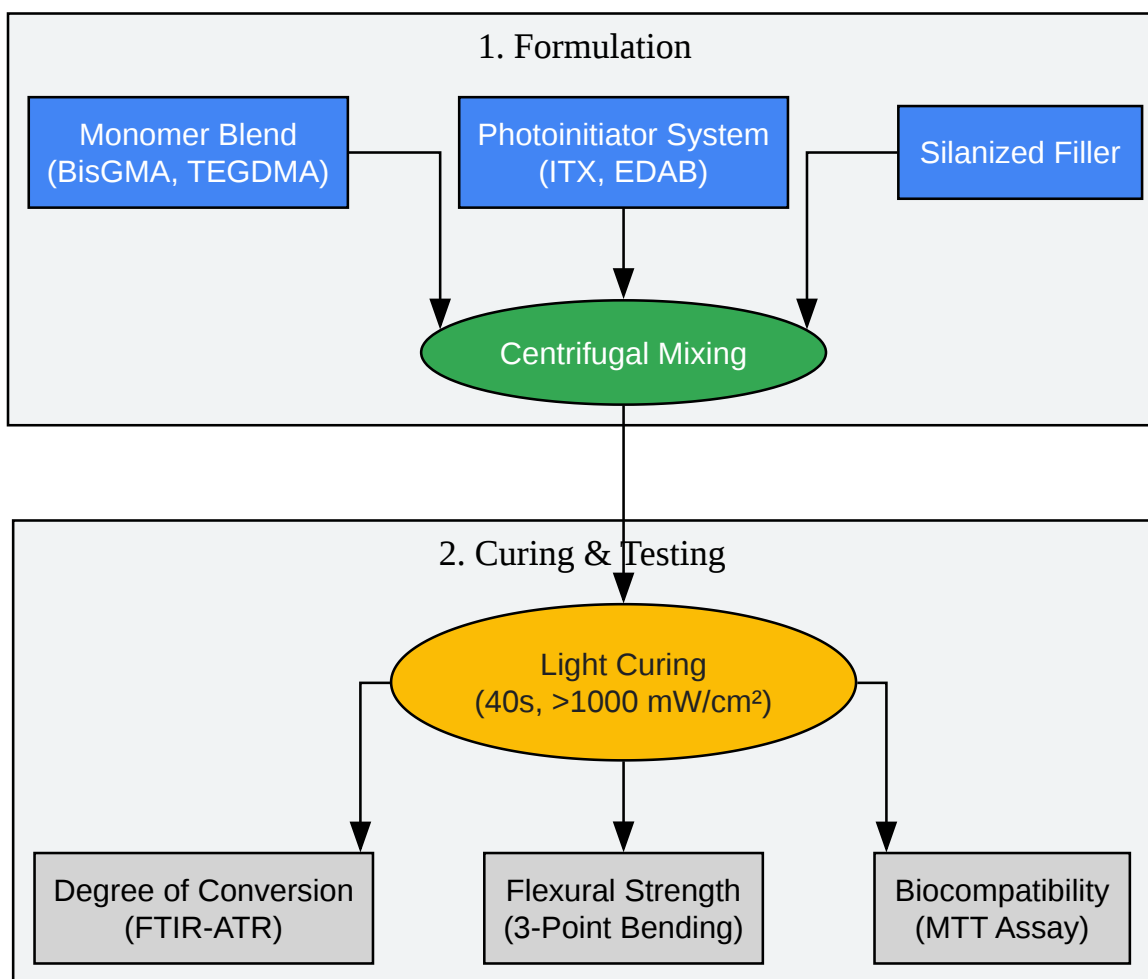 1. Formulation
Monomer Blend
(BisGMA, TEGDMA)
Photoinitiator System
(ITX, EDAB)
Silanized Filler
Centrifugal Mixing
2. Curing & Testing
Light Curing
(40s, >1000 mW/cm²)
Degree of Conversion
(FTIR-ATR)
Flexural Strength
(3-Point Bending)
Biocompatibility
(MTT Assay)